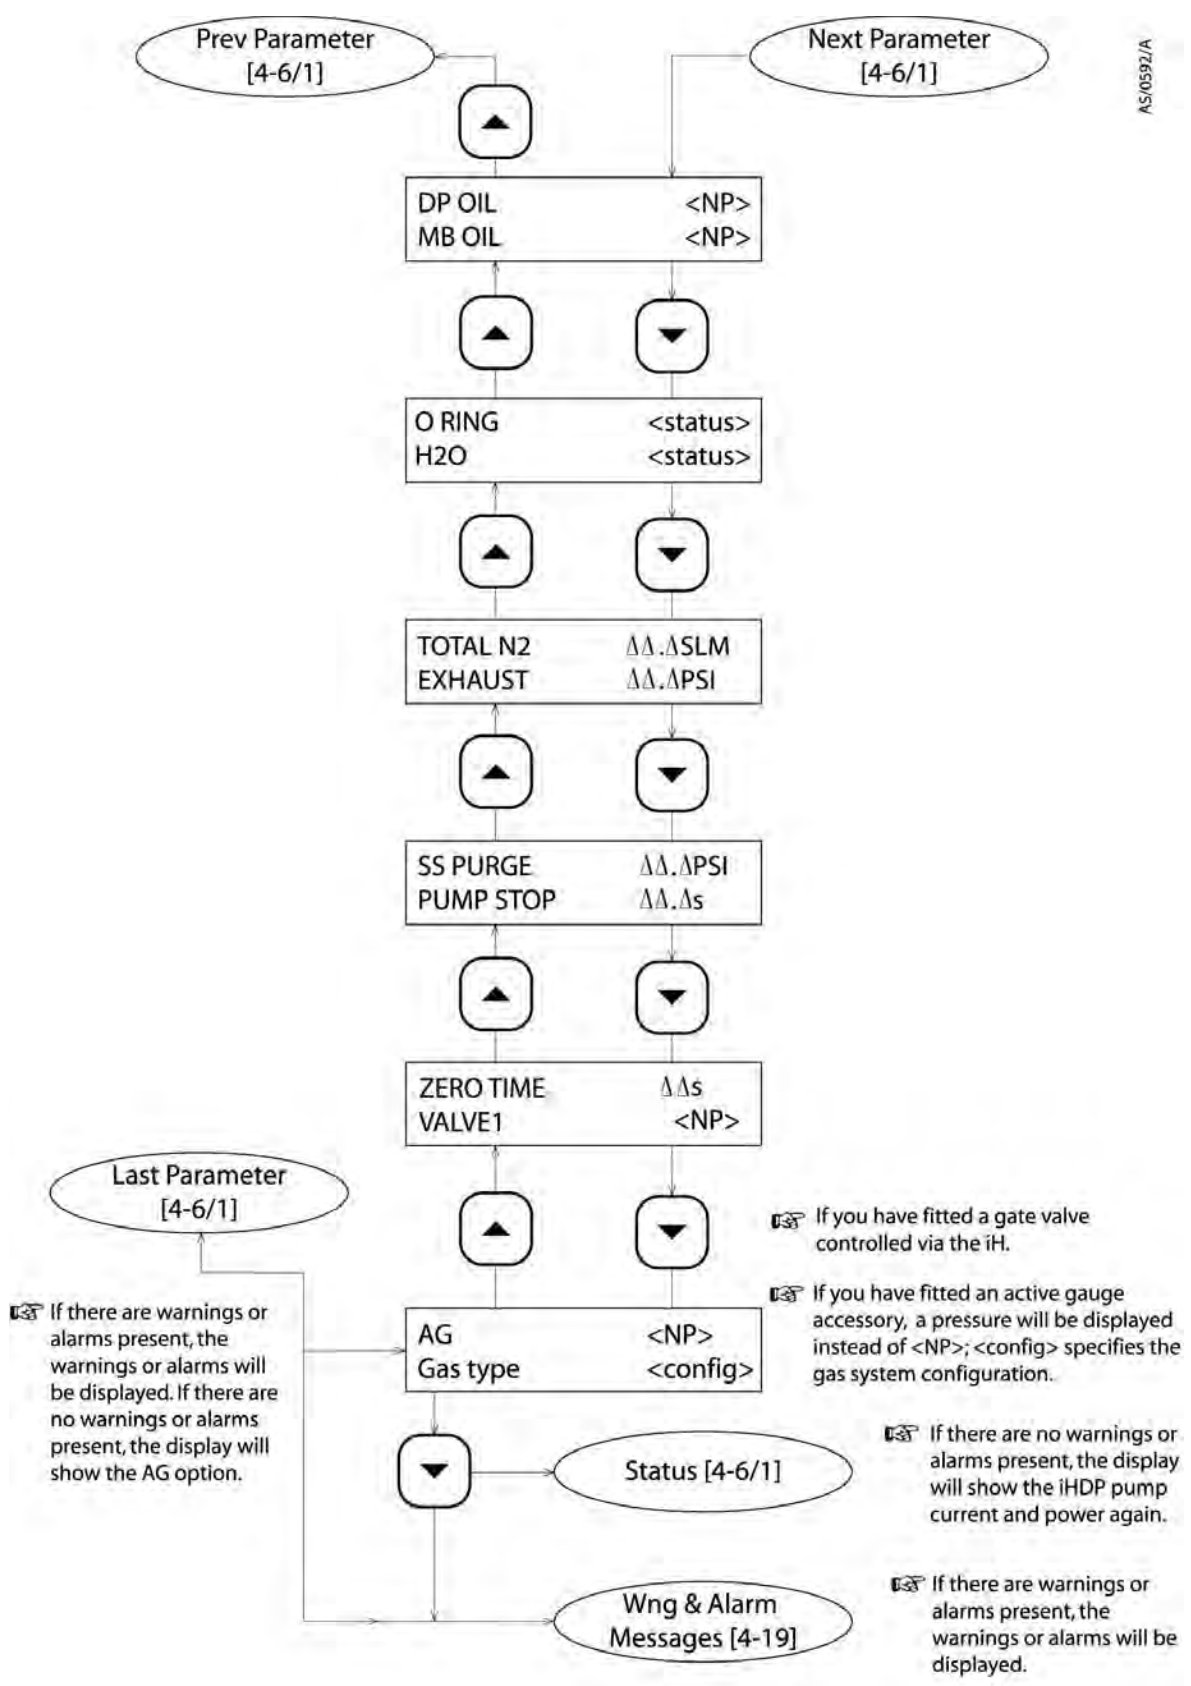 Prev Parameter
[4-6/1]
Next Parameter
[4-6/1]
AS/0592/A
DP OIL <NP>
MB OIL <NP>
O RING <status>
H2O <status>
TOTAL N2 ΔΔ.ΔSLM
EXHAUST ΔΔ.ΔPSI
SS PURGE ΔΔ.ΔPSI
PUMP STOP ΔΔ.Δs
ZERO TIME ΔΔs
VALVE1 <NP>
Last Parameter
[4-6/1]
If you have fitted a gate valve
controlled via the iH.
If there are warnings or
alarms present, the
warnings or alarms will
be displayed. If there are
no warnings or alarms
present, the display will
show the AG option.
If you have fitted an active gauge
accessory, a pressure will be displayed
instead of <NP>; <config> specifies the
gas system configuration.
AG <NP>
Gas type <config>
Status [4-6/1]
If there are no warnings or
alarms present, the display
will show the iHDP pump
current and power again.
Wng & Alarm
Messages [4-19]
If there are warnings or
alarms present, the
warnings or alarms will be
displayed.